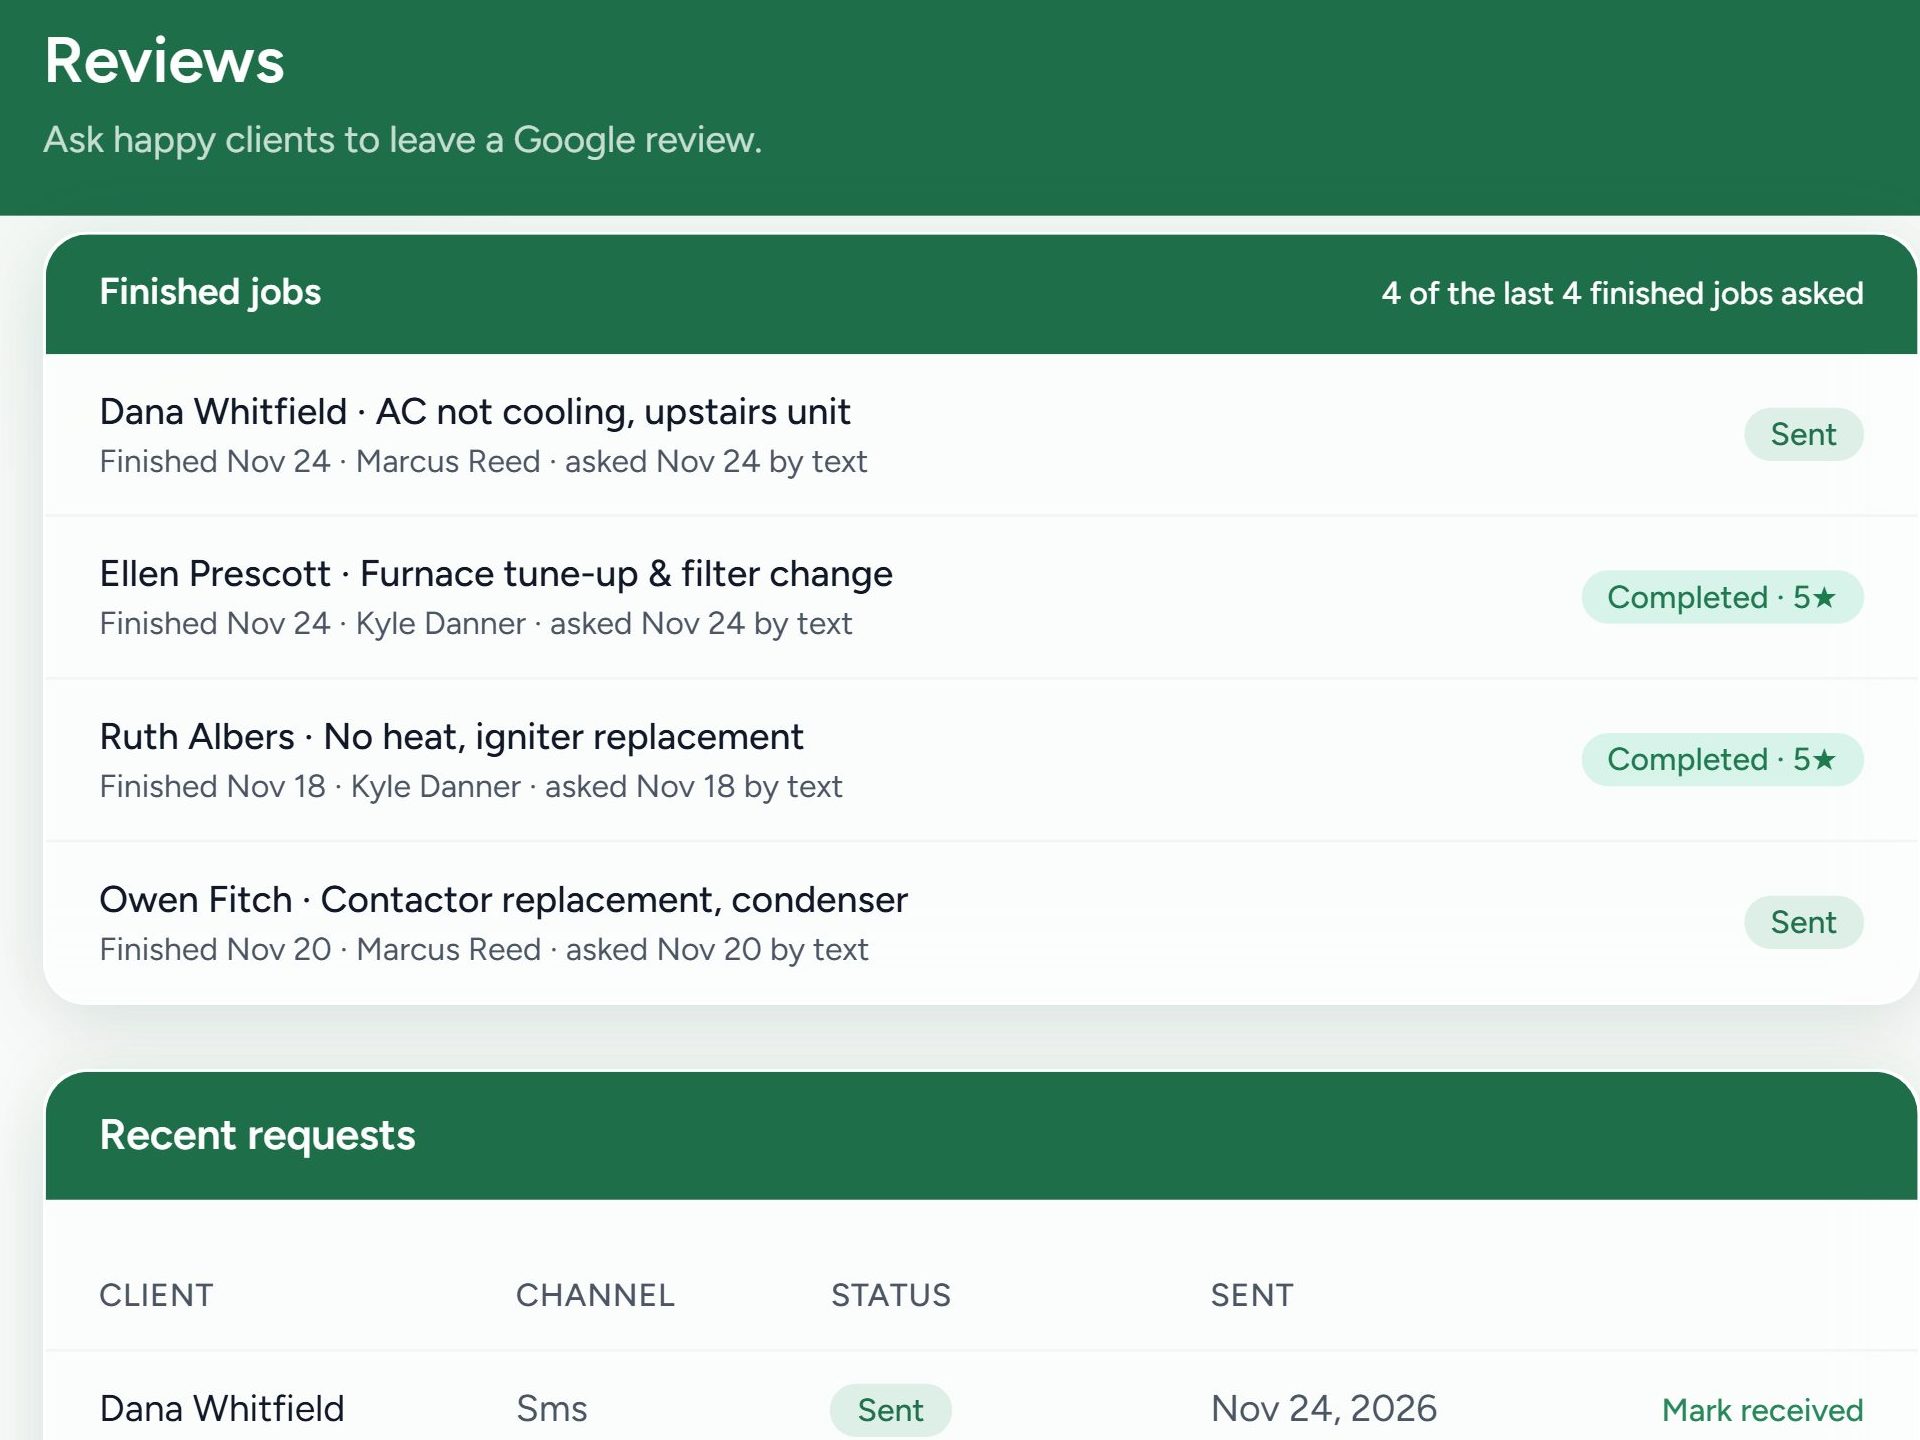 Reviews
Ask happy clients to leave a Google review.
Finished jobs
4 of the last 4 finished jobs asked
Dana Whitfield · AC not cooling, upstairs unit
Finished Nov 24 · Marcus Reed · asked Nov 24 by text
Sent
Ellen Prescott · Furnace tune-up & filter change
Finished Nov 24 · Kyle Danner · asked Nov 24 by text
Completed · 5★
Ruth Albers · No heat, igniter replacement
Finished Nov 18 · Kyle Danner · asked Nov 18 by text
Completed · 5★
Owen Fitch · Contactor replacement, condenser
Finished Nov 20 · Marcus Reed · asked Nov 20 by text
Sent
Recent requests
CLIENT CHANNEL STATUS SENT
Dana Whitfield Sms Sent Nov 24, 2026 Mark received